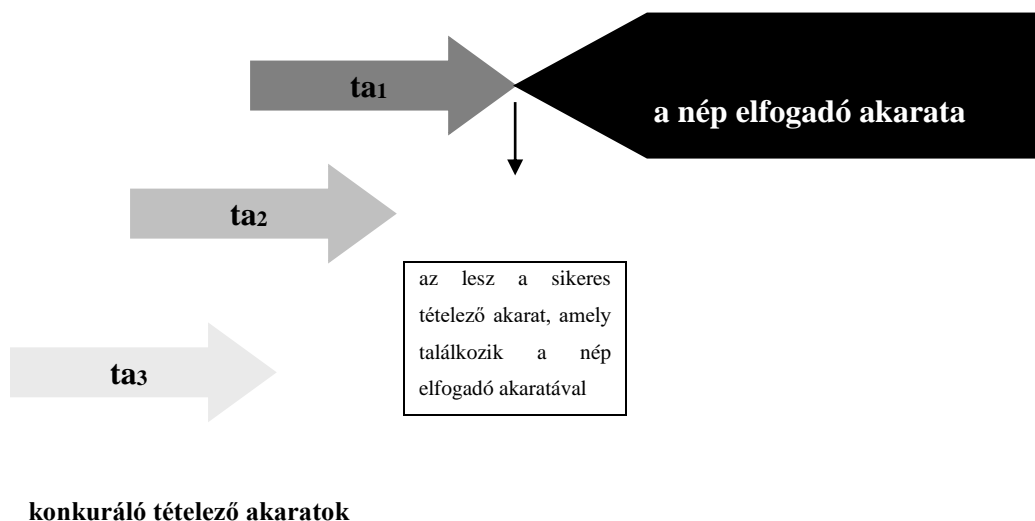 ta1
a nép elfogadó akarata
ta2
az lesz a sikeres
tételező akarat, amely
találkozik a nép
elfogadó akaratával
ta3
konkuráló tételező akaratok